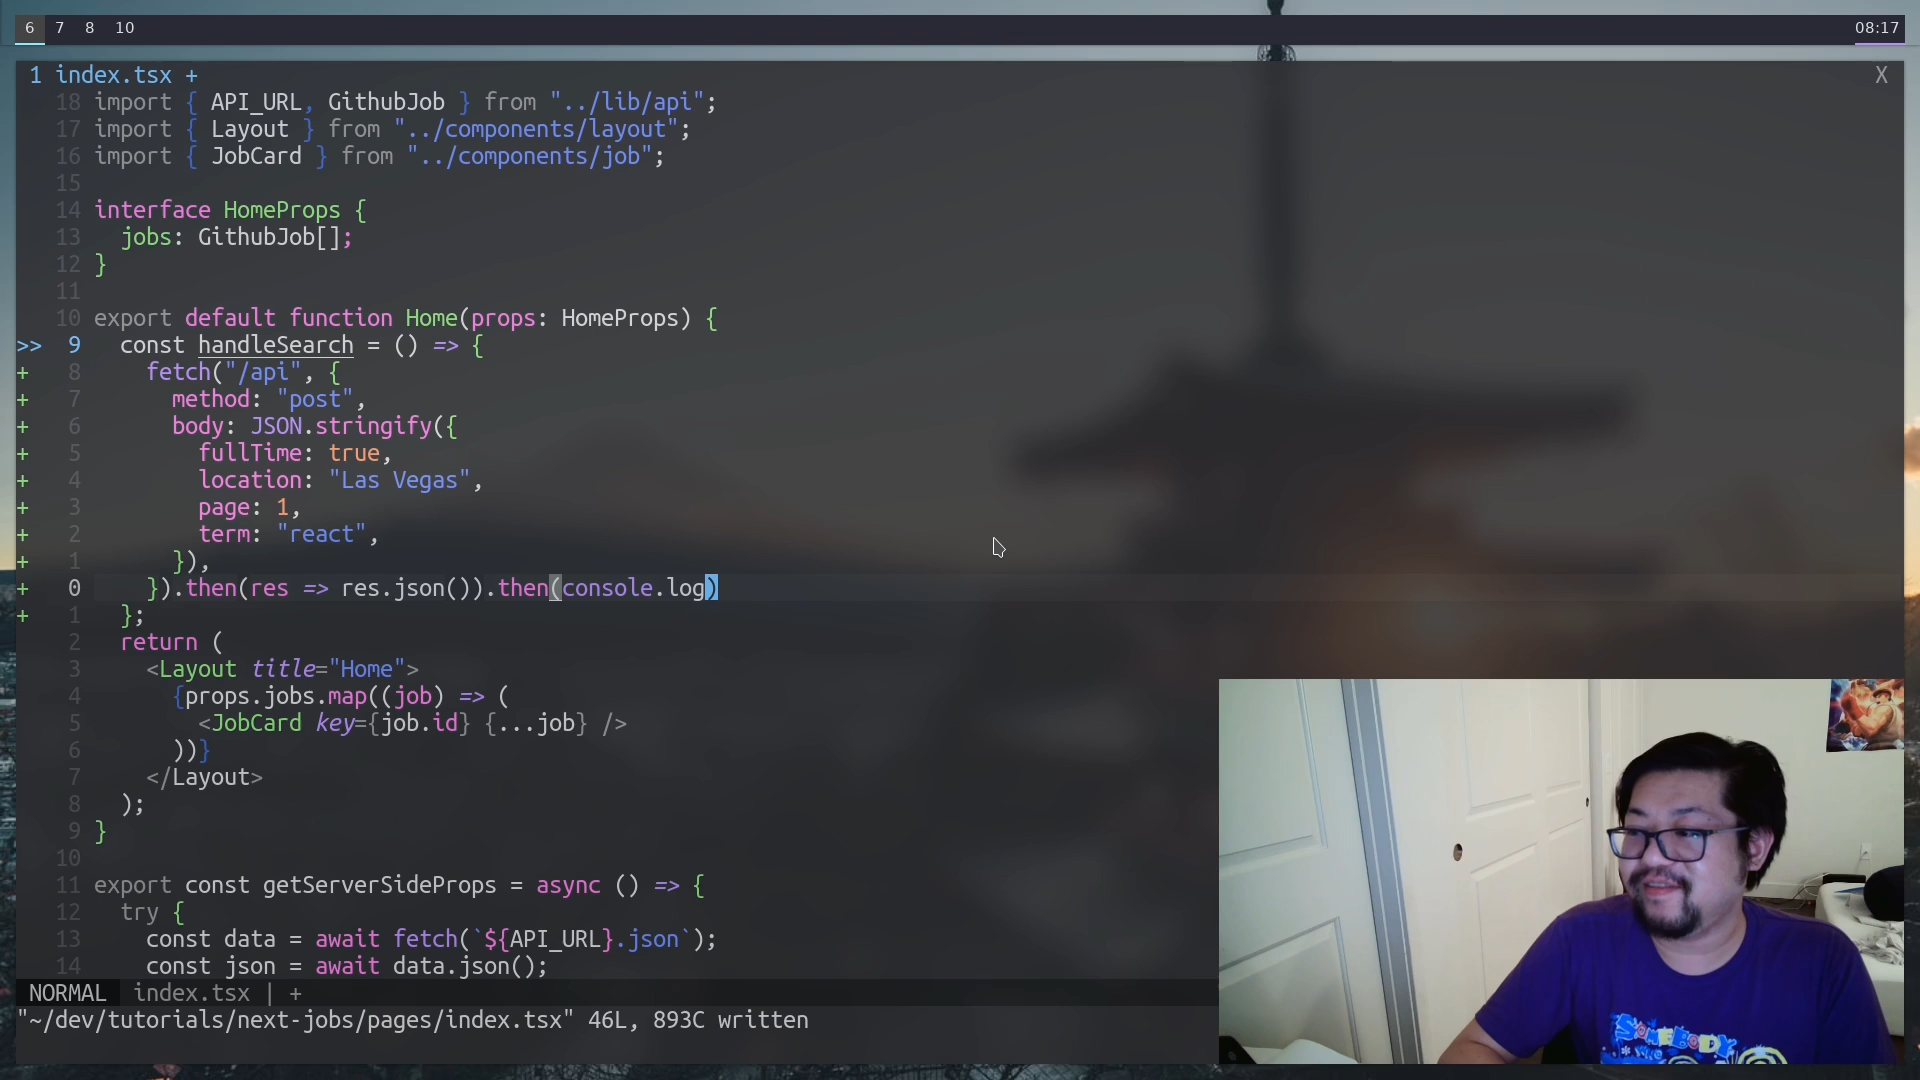 6 7 8 10 08:17
1 index.tsx + X
18 import { API_URL, GithubJob } from "../lib/api";
17 import { Layout } from "../components/layout";
16 import { JobCard } from "../components/job";
15
14 interface HomeProps {
13 jobs: GithubJob[];
12 }
11
10 export default function Home(props: HomeProps) {
>> 9 const handleSearch = () => {
+ 8 fetch("/api", {
+ 7 method: "post",
+ 6 body: JSON.stringify({
+ 5 fullTime: true,
+ 4 location: "Las Vegas",
+ 3 page: 1,
+ 2 term: "react",
+ 1 }),
+ 0 }).then(res => res.json()).then(console.log)
+ 1 };
2 return (
3 <Layout title="Home">
4 {props.jobs.map((job) => (
5 <JobCard key={job.id} {...job} />
6 ))}
7 </Layout>
8 );
9 }
10
11 export const getServerSideProps = async () => {
12 try {
13 const data = await fetch(`${API_URL}.json`);
14 const json = await data.json();
NORMAL index.tsx | +
"~/dev/tutorials/next-jobs/pages/index.tsx" 46L, 893C written
SOMEBODY